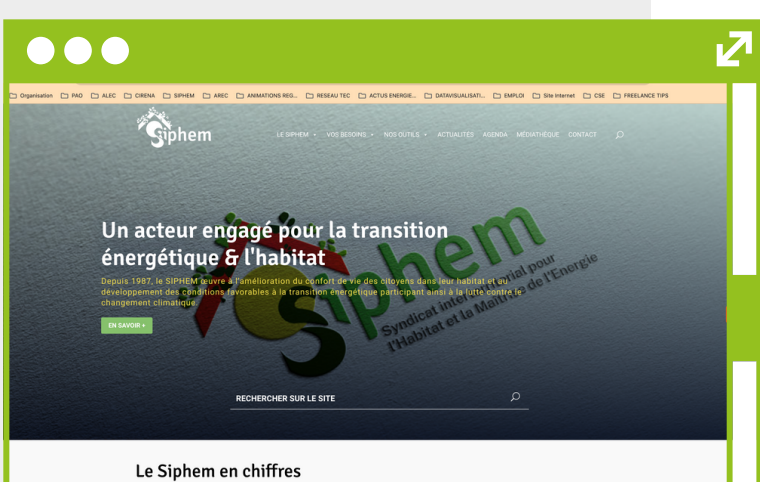 Organisation PAO ALEC CIRENA SIPHEM AREC ANIMATIONS REG... RESEAU TEC ACTUS ENERGIE... DATAVISUALISATI... EMPLOI Site Internet CSE FREELANCE TIPS
Siphem
LE SIPHEM VOS BESOINS NOS OUTILS ACTUALITES AGENDA MÉDIATHÈQUE CONTACT
Un acteur engagé pour la transition
énergétique & l'habitat
Depuis 1987, le SIPHEM œuvre à l'amélioration du confort de vie des citoyens dans leur habitat et au
développement des conditions favorables à la transition énergétique participant ainsi à la lutte contre le
changement climatique.
EN SAVOIR +
Siphem
Syndicat pour
l'Habitat et la de l'Energie
RECHERCHER SUR LE SITE
Le Siphem en chiffres